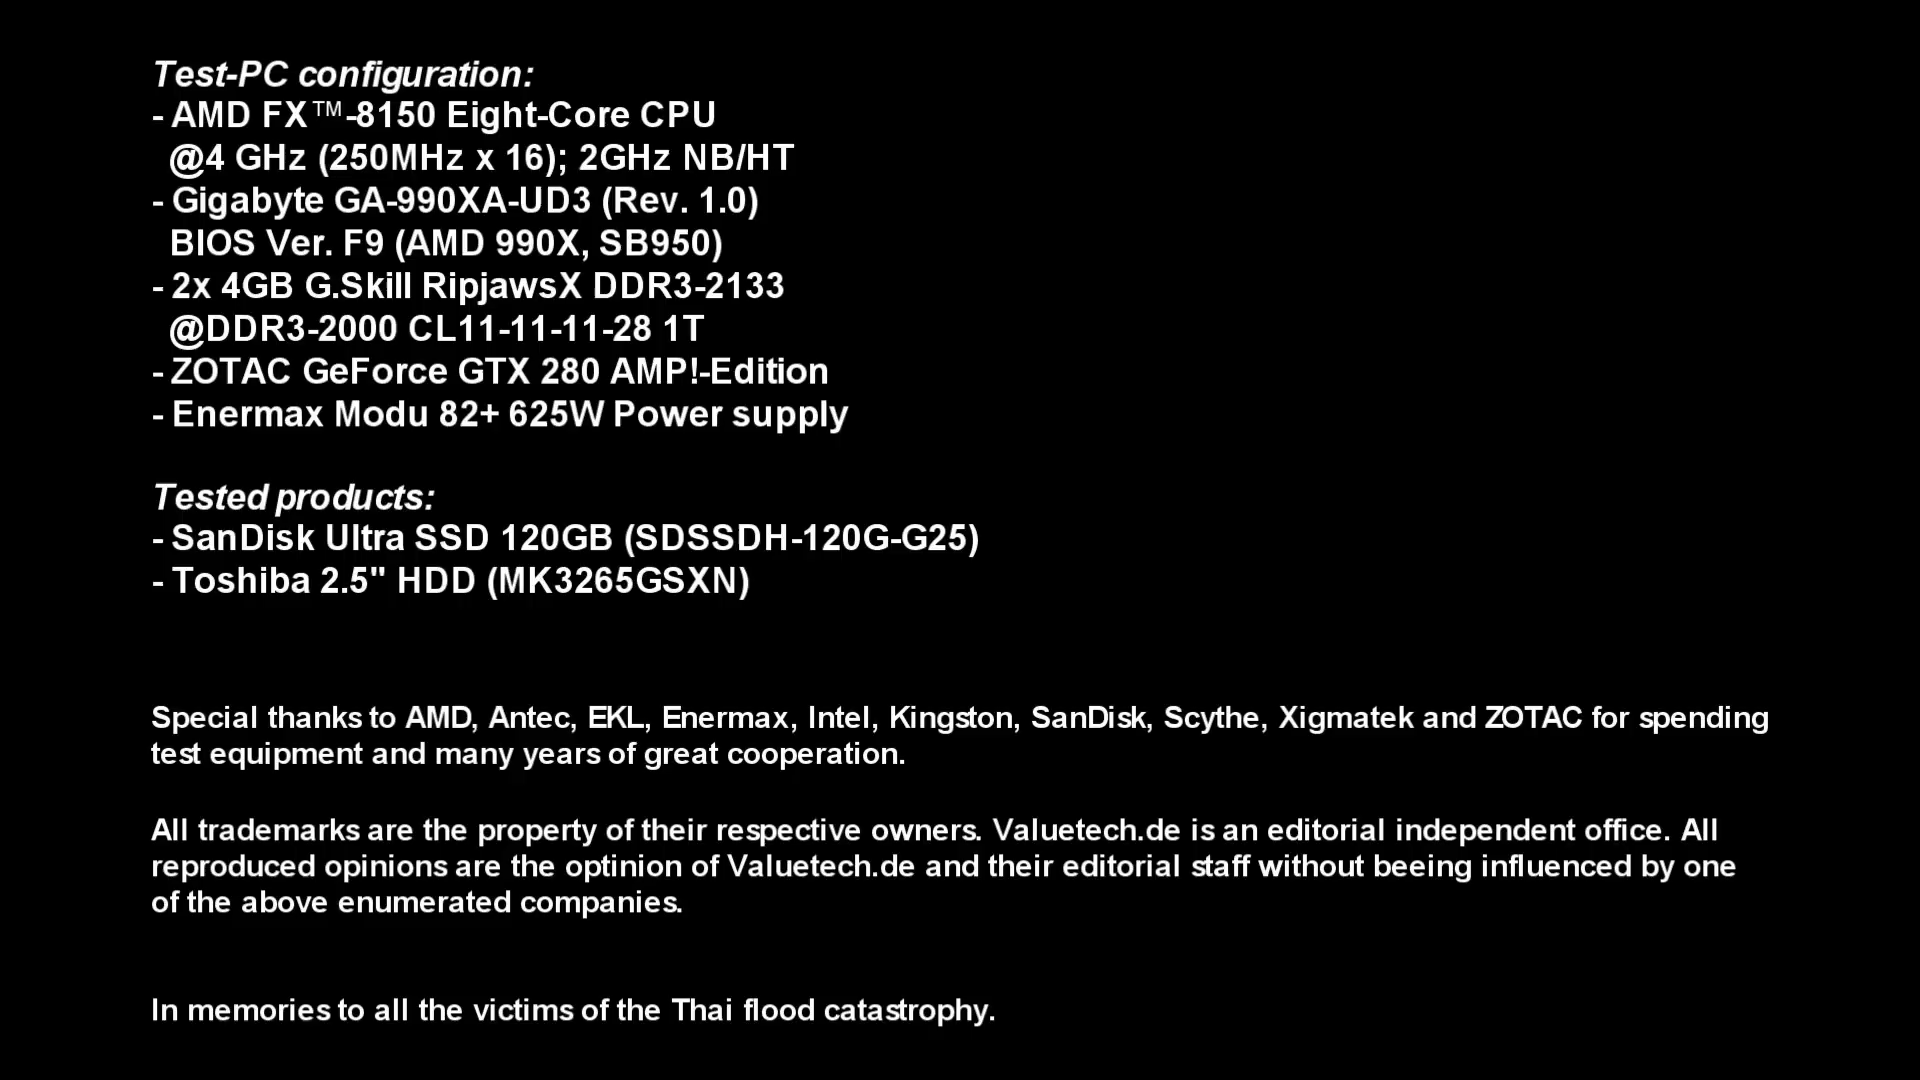 Test-PC configuration:
- AMD FX™-8150 Eight-Core CPU
@4 GHz (250MHz x 16); 2GHz NB/HT
- Gigabyte GA-990XA-UD3 (Rev. 1.0)
BIOS Ver. F9 (AMD 990X, SB950)
- 2x 4GB G.Skill RipjawsX DDR3-2133
@DDR3-2000 CL11-11-11-28 1T
- ZOTAC GeForce GTX 280 AMP!-Edition
- Enermax Modu 82+ 625W Power supply
Tested products:
- SanDisk Ultra SSD 120GB (SDSSDH-120G-G25)
- Toshiba 2.5" HDD (MK3265GSXN)
Special thanks to AMD, Antec, EKL, Enermax, Intel, Kingston, SanDisk, Scythe, Xigmatek and ZOTAC for spending
test equipment and many years of great cooperation.
All trademarks are the property of their respective owners. Valuetech.de is an editorial independent office. All
reproduced opinions are the optinion of Valuetech.de and their editorial staff without beeing influenced by one
of the above enumerated companies.
In memories to all the victims of the Thai flood catastrophy.